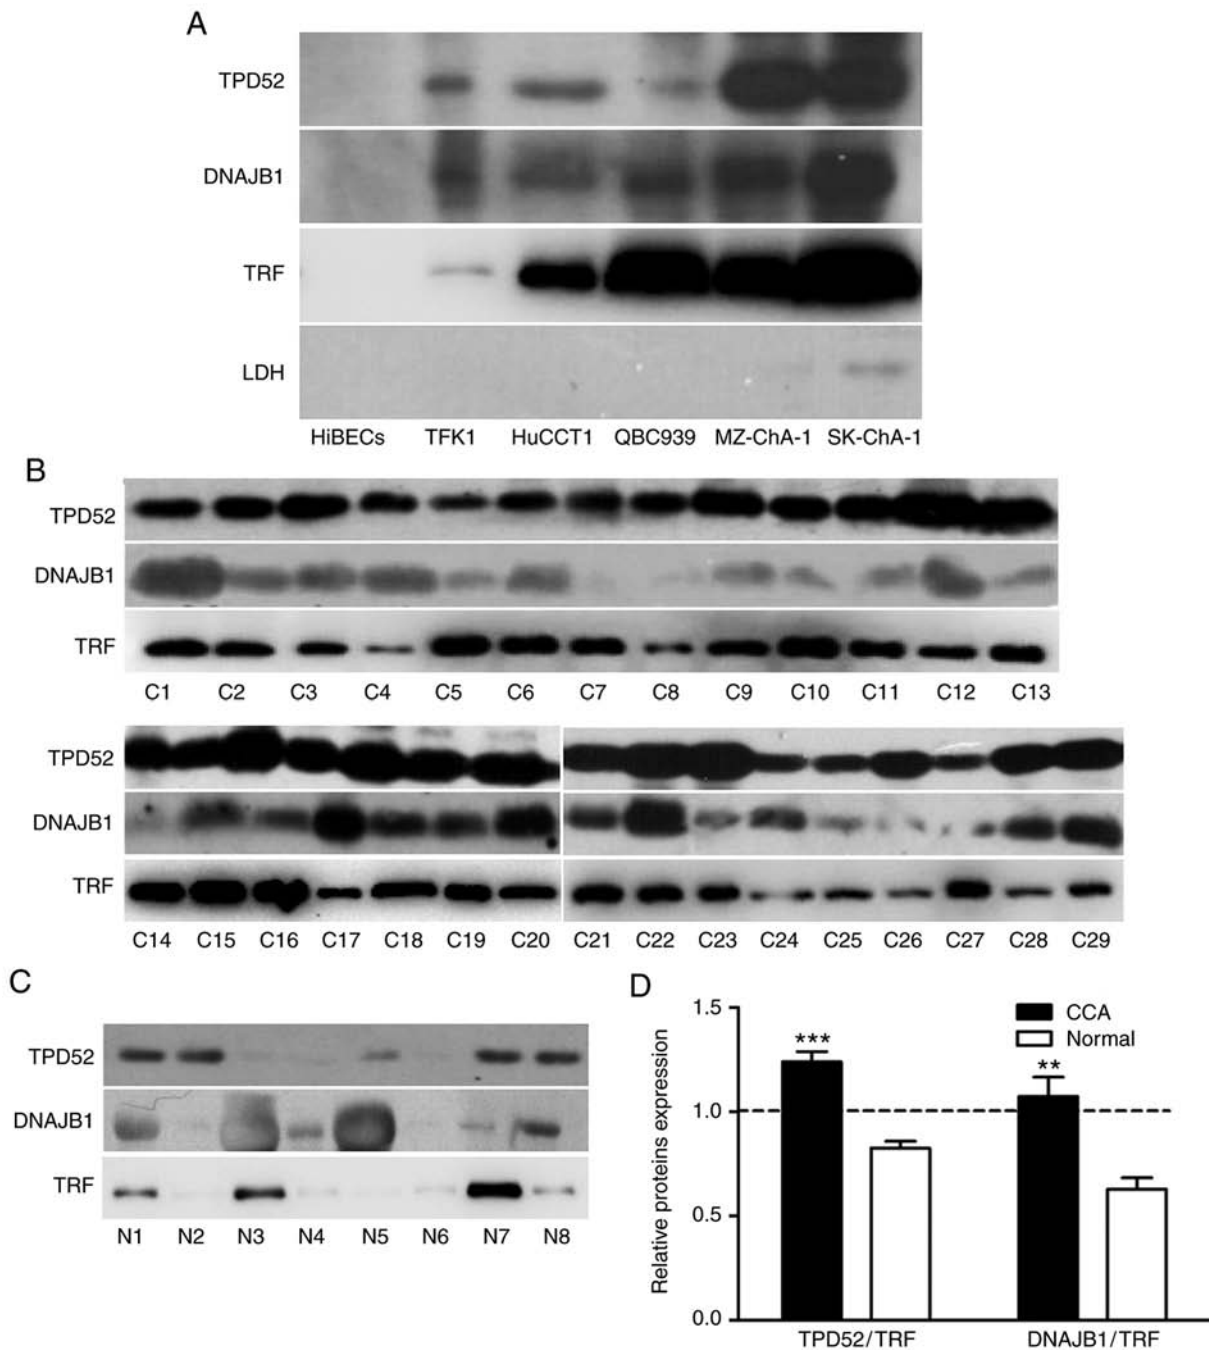 A
TPD52
DNAJB1
TRF
LDH
HiBECs TFK1 HuCCT1 QBC939 MZ-ChA-1 SK-ChA-1
B
TPD52
DNAJB1
TRF
C1 C2 C3 C4 C5 C6 C7 C8 C9 C10 C11 C12 C13
TPD52
DNAJB1
TRF
C14 C15 C16 C17 C18 C19 C20 C21 C22 C23 C24 C25 C26 C27 C28 C29
C
TPD52
DNAJB1
TRF
N1 N2 N3 N4 N5 N6 N7 N8
D
Relative proteins expression
1.5
1.0
0.5
0.0
CCA
Normal
***
**
TPD52/TRF DNAJB1/TRF